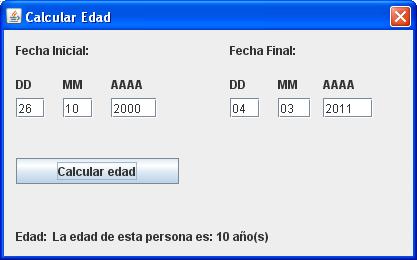 Calcular Edad
Fecha Inicial: Fecha Final:
DD MM AAAA DD MM AAAA
26 10 2000 04 03 2011
Calcular edad
Edad: La edad de esta persona es: 10 año(s)